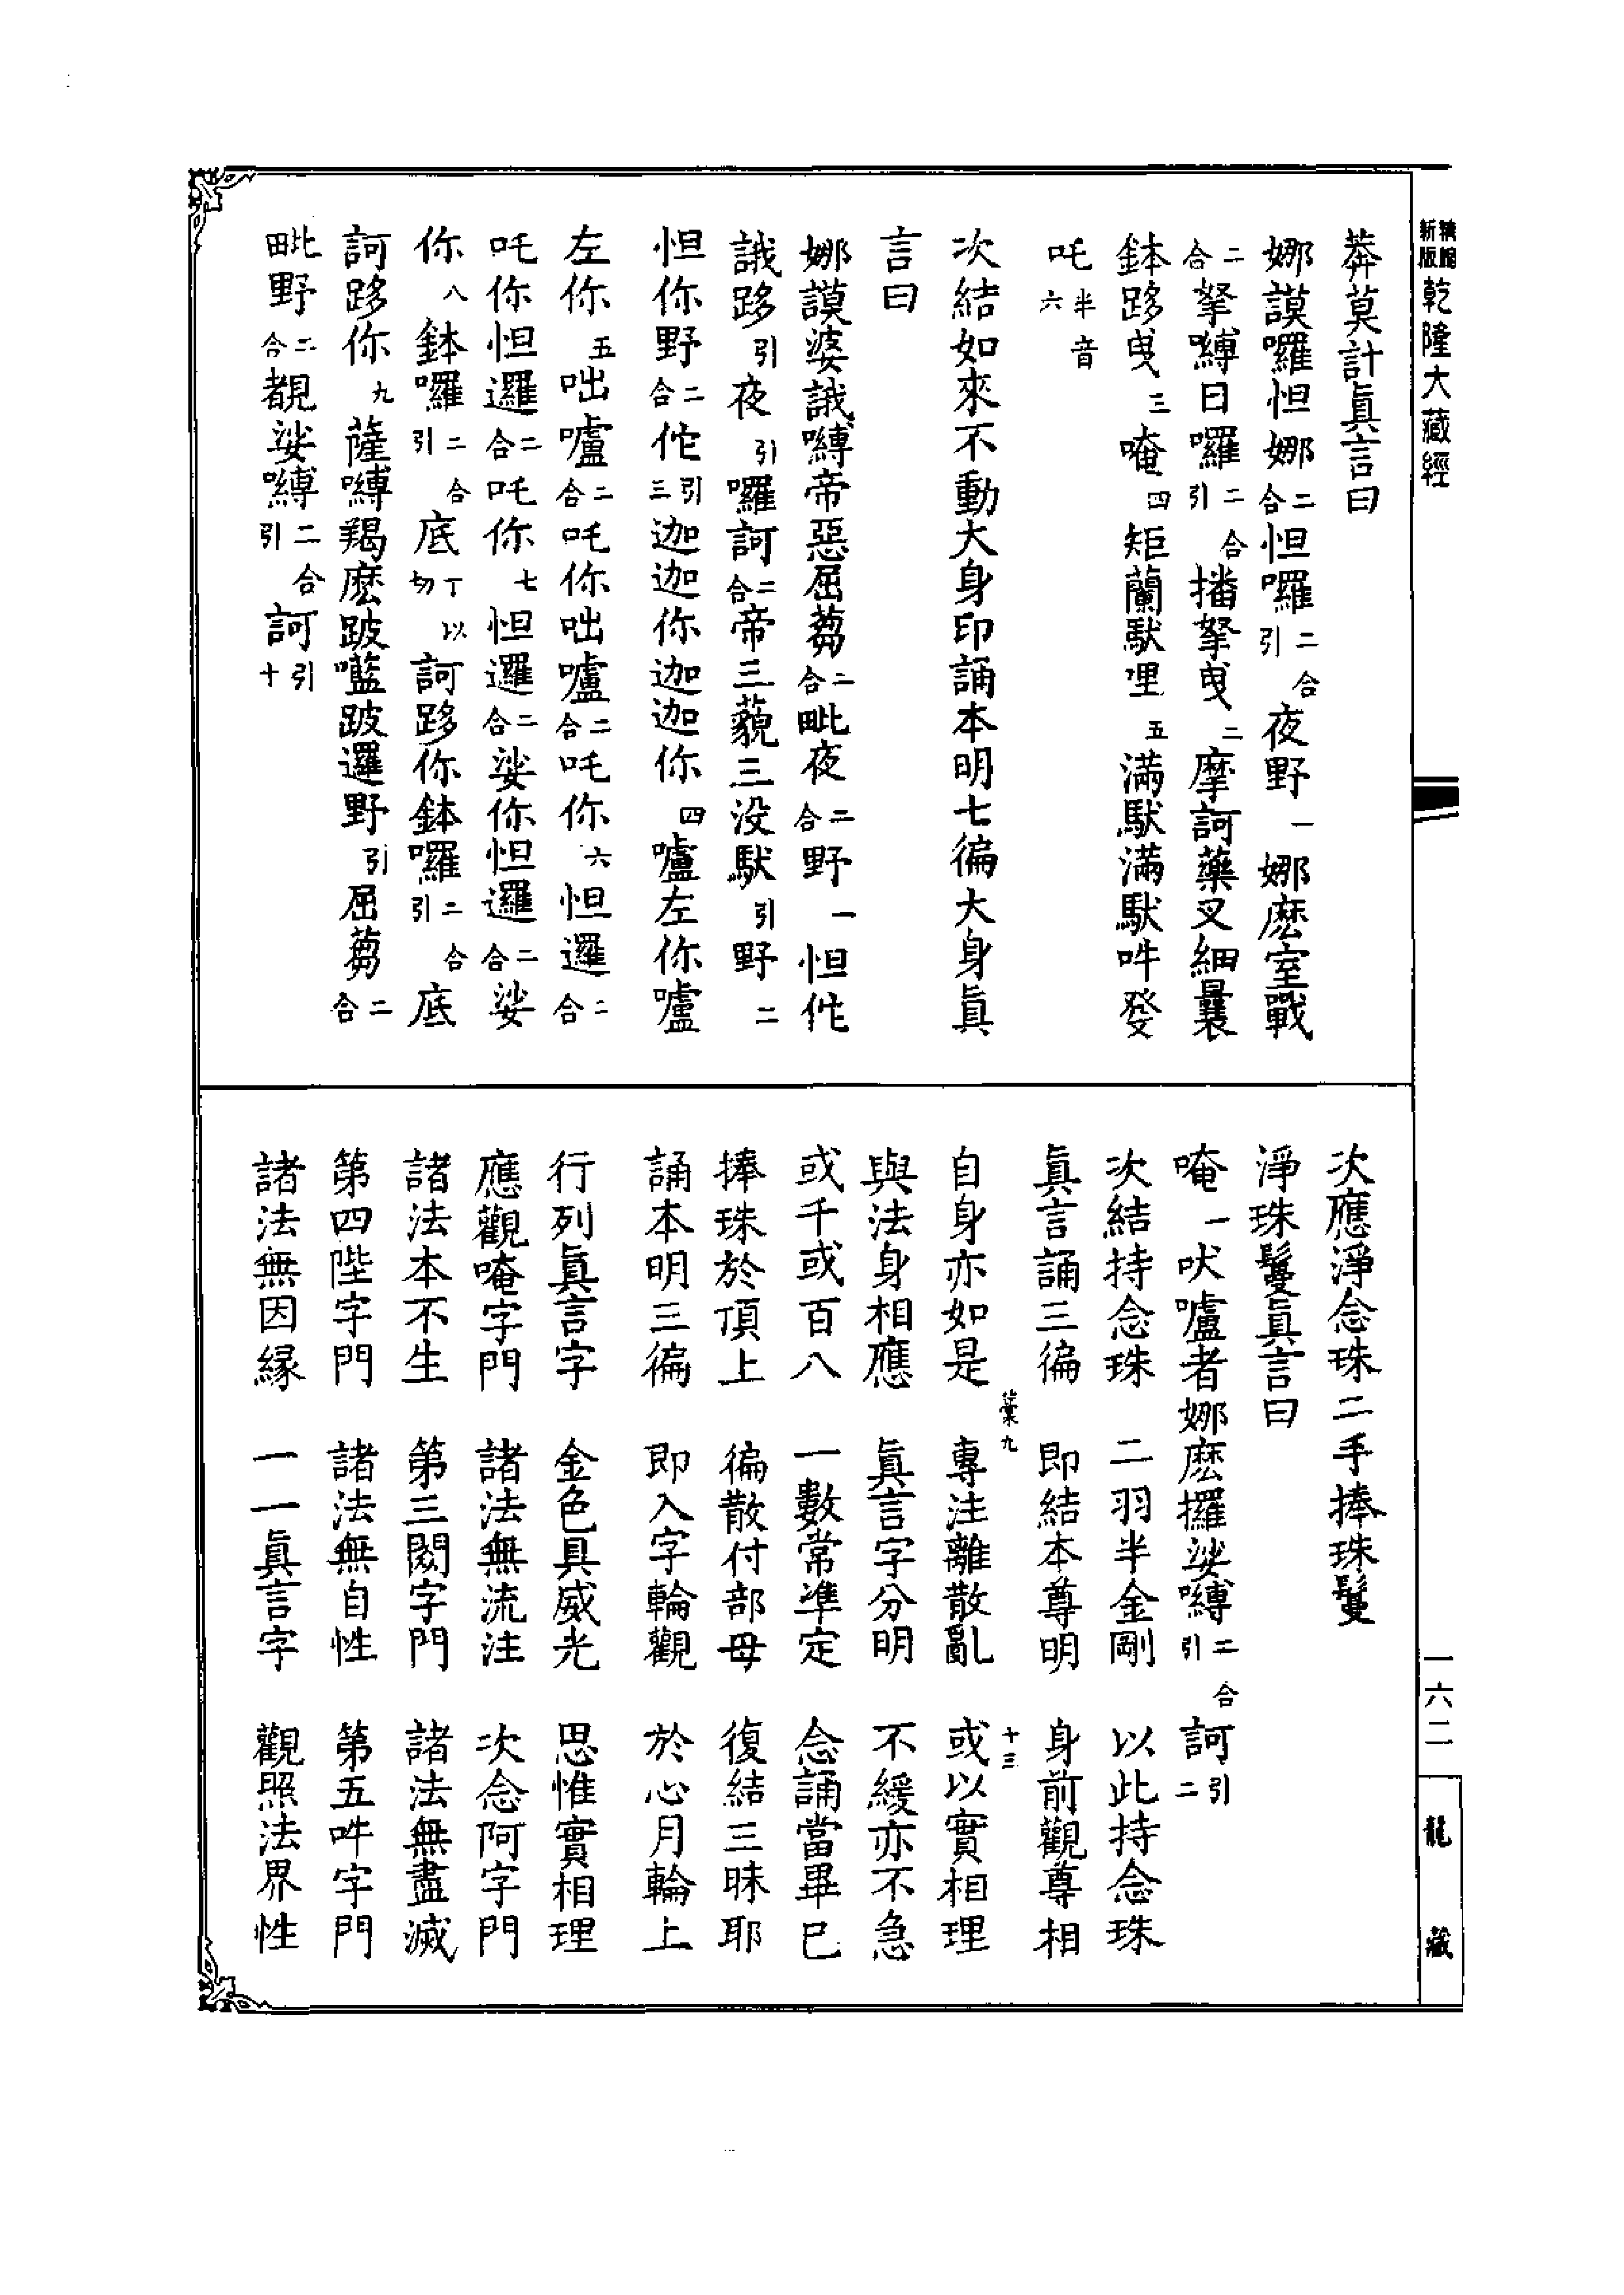 精縮新版乾隆大藏經
莽莫計真言曰
娜謨囉怛娜二合怛囉二合引夜野一娜麼室戰
二合拏嚩日囉二合引播拏曳二摩訶藥叉細曩
鉢跢曳三唵四矩蘭馱哩五滿馱滿馱吽發
吒半音六
次結如來不動大身印誦本明七徧大身真
言曰
娜謨婆誐嚩帝惡屈蒭二合毗夜二合野一怛佗
誐跢引夜引囉訶二合帝三藐三没馱引野二
怛你野二合佗引三迦迦你迦迦你四嚧左你嚧
左你五咄嚧二合吒你咄嚧二合吒你六怛邏二合
吒你怛邏二合吒你七怛邏二合娑你怛邏二合娑
你八鉢囉二合引底丁以切訶跢你鉢囉二合引底
訶跢你九薩嚩羯麼跛囕跛邏野引屈蒭二合
毗野二合覩娑嚩二合引訶引十
次應淨念珠二手捧珠鬘
淨珠鬘真言曰
唵一吠嚧者娜麼攞娑嚩二合引訶引二
次結持念珠 二羽半金剛 以此持念珠
真言誦三徧 即結本尊明 身前觀尊相
彙九 十三
自身亦如是 專注離散亂 或以實相理
與法身相應 真言字分明 不緩亦不急
或千或百八 一數常準定 念誦當畢已
捧珠於頂上 徧散付部母 復結三昧耶
誦本明三徧 即入字輪觀 於心月輪上
行列真言字 金色具威光 思惟實相理
應觀唵字門 諸法無流注 次念阿字門
諸法本不生 第三閦字門 諸法無盡滅
第四陛字門 諸法無自性 第五吽字門
諸法無因緣 一一真言字 觀照法界性
一六二
龍藏